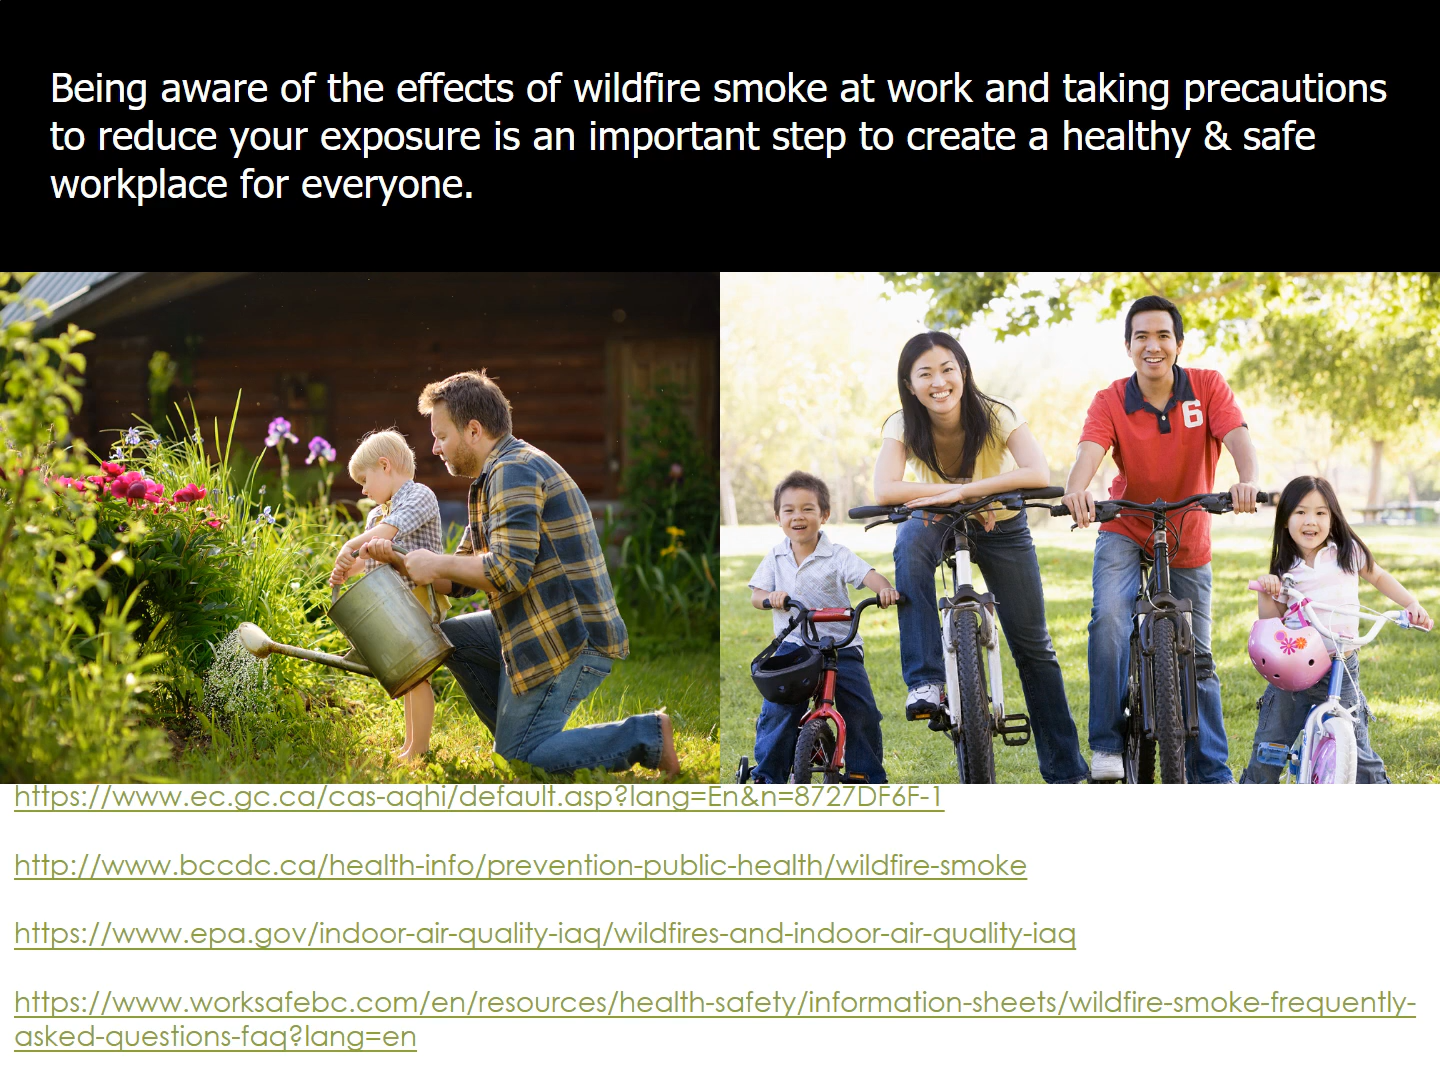 Being aware of the effects of wildfire smoke at work and taking precautions
to reduce your exposure is an important step to create a healthy & safe
workplace for everyone.
6
https://www.ec.gc.ca/cas-aqhi/default.asp?lang=En&n=8727DF6F-1
http://www.bccdc.ca/health-info/prevention-public-health/wildfire-smoke
https://www.epa.gov/indoor-air-quality-iaq/wildfires-and-indoor-air-quality-iaq
https://www.worksafebc.com/en/resources/health-safety/information-sheets/wildfire-smoke-frequently-
asked-questions-faq?lang=en